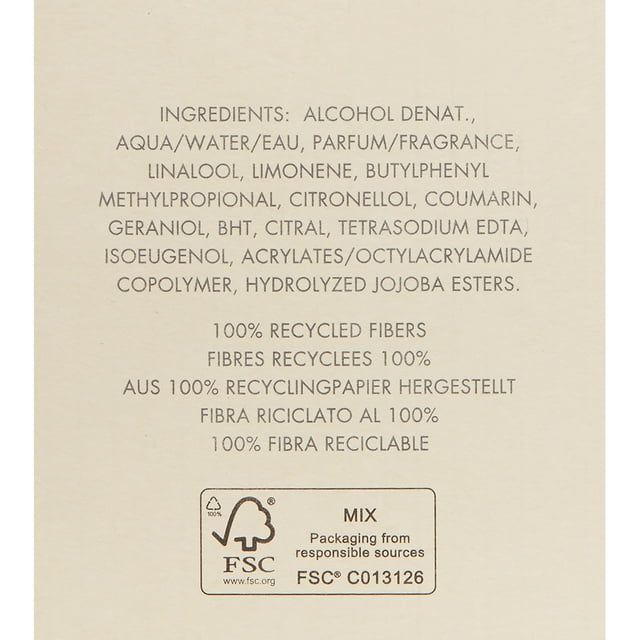 INGREDIENTS: ALCOHOL DENAT.,
AQUA/WATER/EAU, PARFUM/FRAGRANCE,
LINALOOL, LIMONENE, BUTYLPHENYL
METHYLPROPIONAL, CITRONELLOL, COUMARIN,
GERANIOL, BHT, CITRAL, TETRASODIUM EDTA,
ISOEUGENOL, ACRYLATES/OCTYLACRYLAMIDE
COPOLYMER, HYDROLYZED JOJOBA ESTERS.
100% RECYCLED FIBERS
FIBRES RECYCLEES 100%
AUS 100% RECYCLINGPAPIER HERGESTELLT
FIBRA RICICLATO AL 100%
100% FIBRA RECICLABLE
100%
®
FSC
www.fsc.org
MIX
Packaging from
responsible sources
FSC® C013126